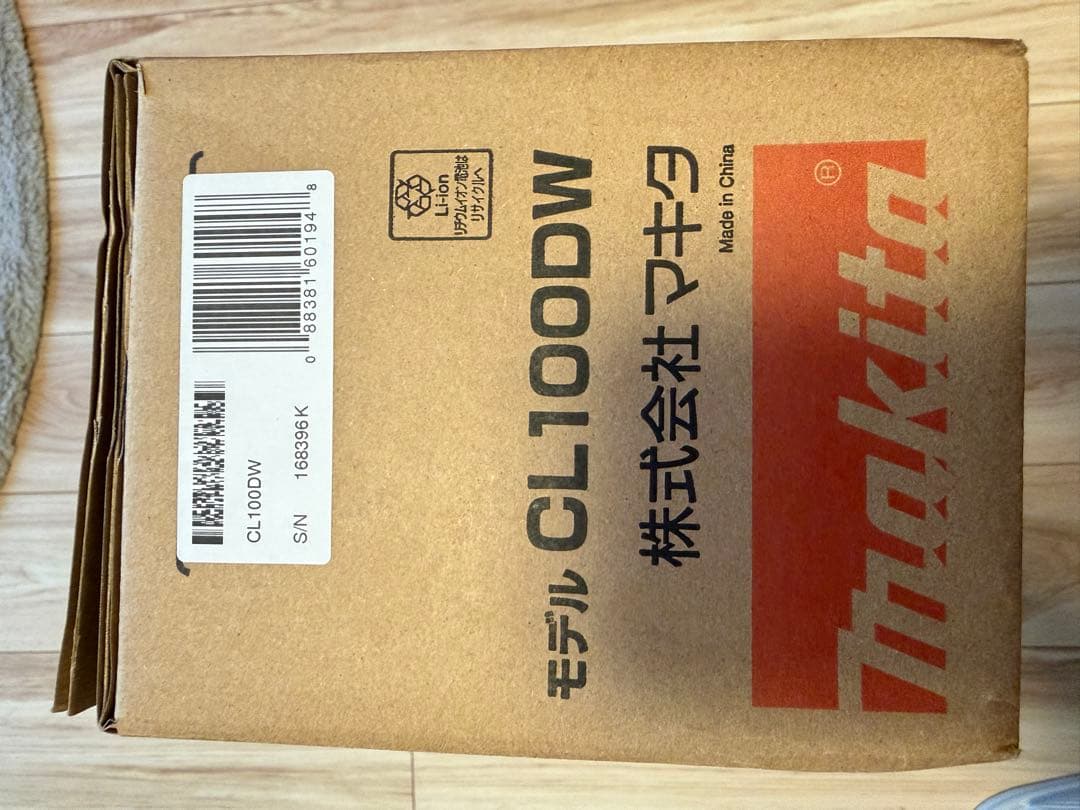 CL100DW
S/N 168396K
0 88381 60194 8
Li-ion
リチウムイオン電池は
リサイクルへ
モデル CL100DW
株式会社 マキタ
Made in China
makita®